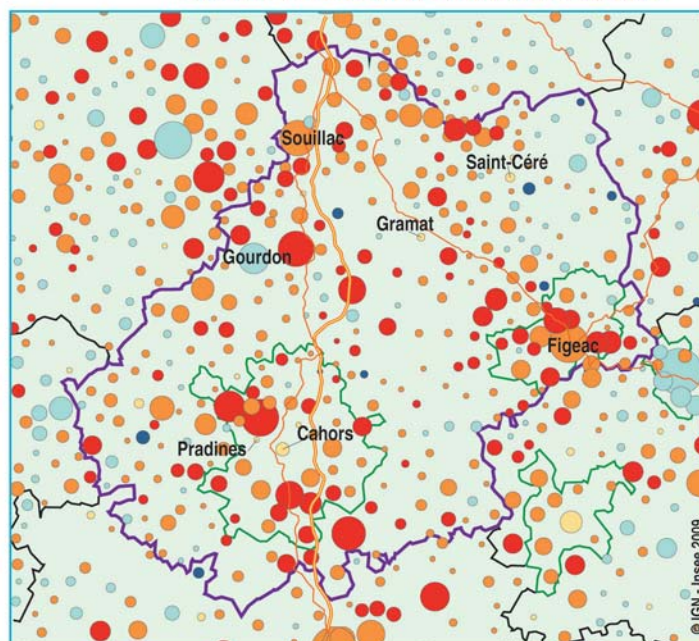 Souillac
Saint-Céré
Gramat
Gourdon
Figeac
Pradines
Cahors
© IGN - Insee 2009